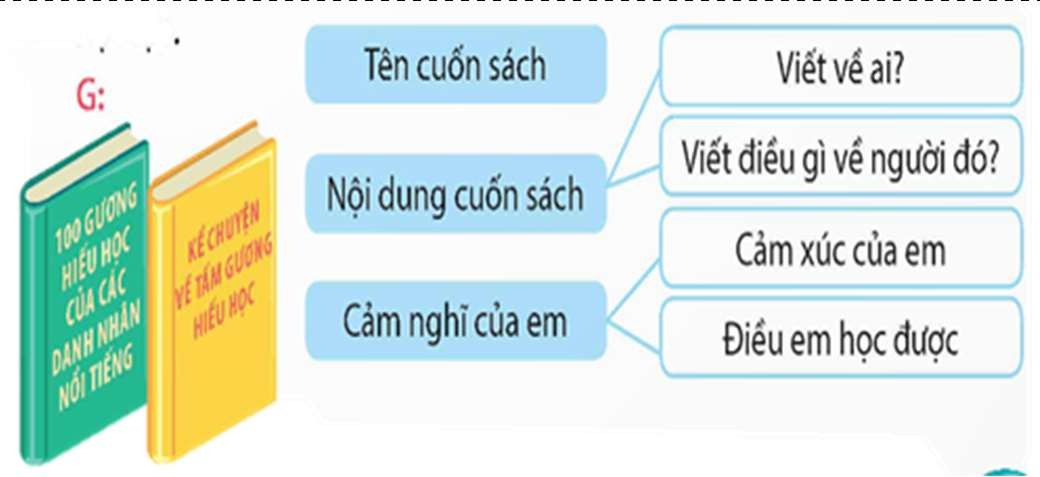 G:
100 GƯƠNG
HIẾU HỌC
CỦA CÁC
DANH NHÂN
NỔI TIẾNG
KỂ CHUYỆN
VỀ TẤM GƯƠNG
HIẾU HỌC
Tên cuốn sách
Nội dung cuốn sách
Viết về ai?
Viết điều gì về người đó?
Cảm nghĩ của em
Cảm xúc của em
Điều em học được